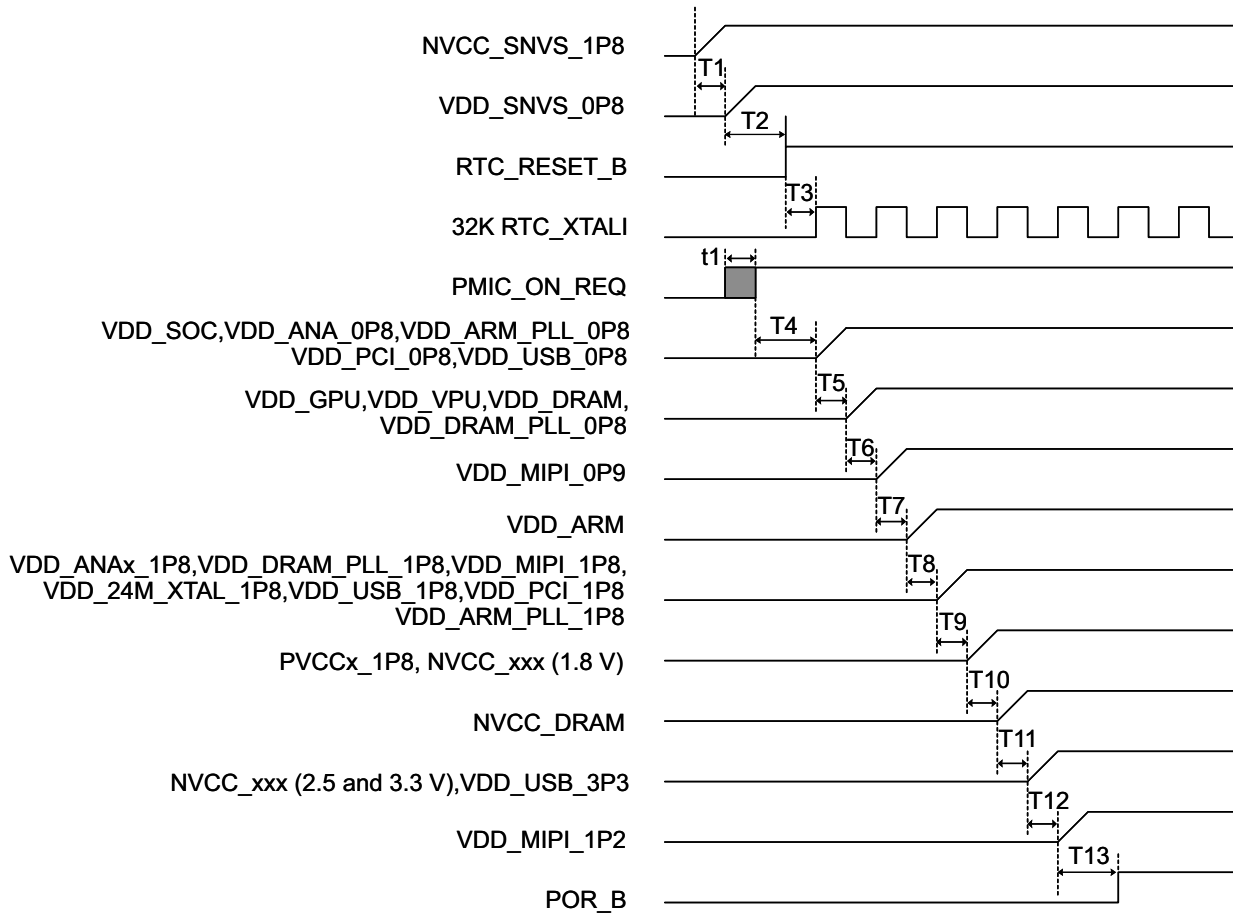 NVCC_SNVS_1P8
T1
VDD_SNVS_0P8
T2
RTC_RESET_B
T3
32K RTC_XTALI
t1
PMIC_ON_REQ
T4
VDD_SOC,VDD_ANA_0P8,VDD_ARM_PLL_0P8
VDD_PCI_0P8,VDD_USB_0P8
T5
VDD_GPU,VDD_VPU,VDD_DRAM,
VDD_DRAM_PLL_0P8
T6
VDD_MIPI_0P9
T7
VDD_ARM
T8
VDD_ANAx_1P8,VDD_DRAM_PLL_1P8,VDD_MIPI_1P8,
VDD_24M_XTAL_1P8,VDD_USB_1P8,VDD_PCI_1P8
VDD_ARM_PLL_1P8
T9
PVCCx_1P8, NVCC_xxx (1.8 V)
T10
NVCC_DRAM
T11
NVCC_xxx (2.5 and 3.3 V),VDD_USB_3P3
T12
VDD_MIPI_1P2
T13
POR_B